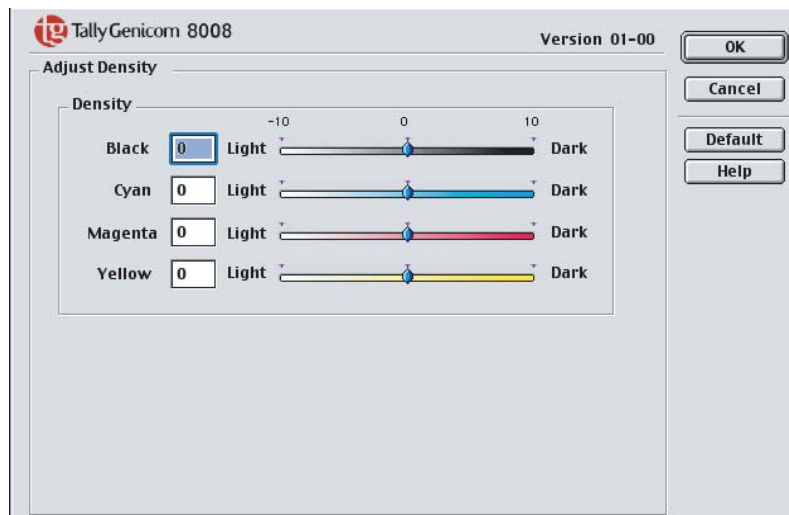 tg TallyGenicom 8008
Version 01-00
OK
Cancel
Default
Help
Adjust Density
Density
-10 0 10
Black 0 Light Dark
Cyan 0 Light Dark
Magenta 0 Light Dark
Yellow 0 Light Dark